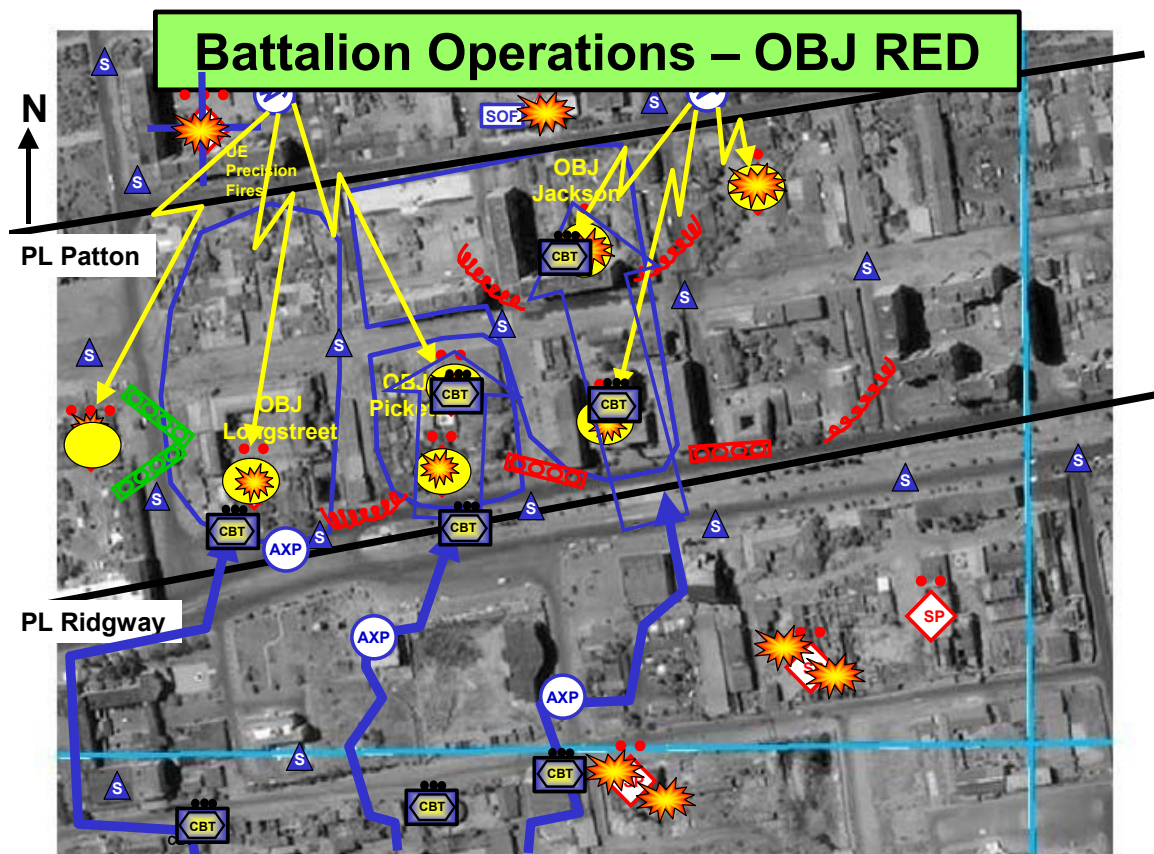 Battalion Operations – OBJ RED
N
S
S
S
SOF
UE
Precision
Fires
OBJ
Jackson
PL Patton
CBT
S
S
S
S
S
S
OBJ
CBT
CBT
OBJ
Longstreet
S
S
S
S
S
S
CBT
CBT
AXP
SP
PL Ridgway
AXP
AXP
S
CBT
S
CBT
CBT